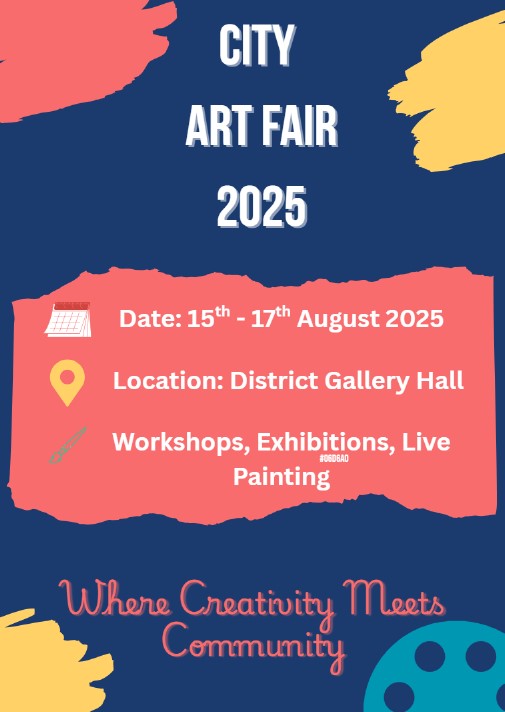 CITY
ART FAIR
2025
Date: 15th - 17th August 2025
Location: District Gallery Hall
Workshops, Exhibitions, Live
#06D6A0
Painting
Where Creativity Meets
Community